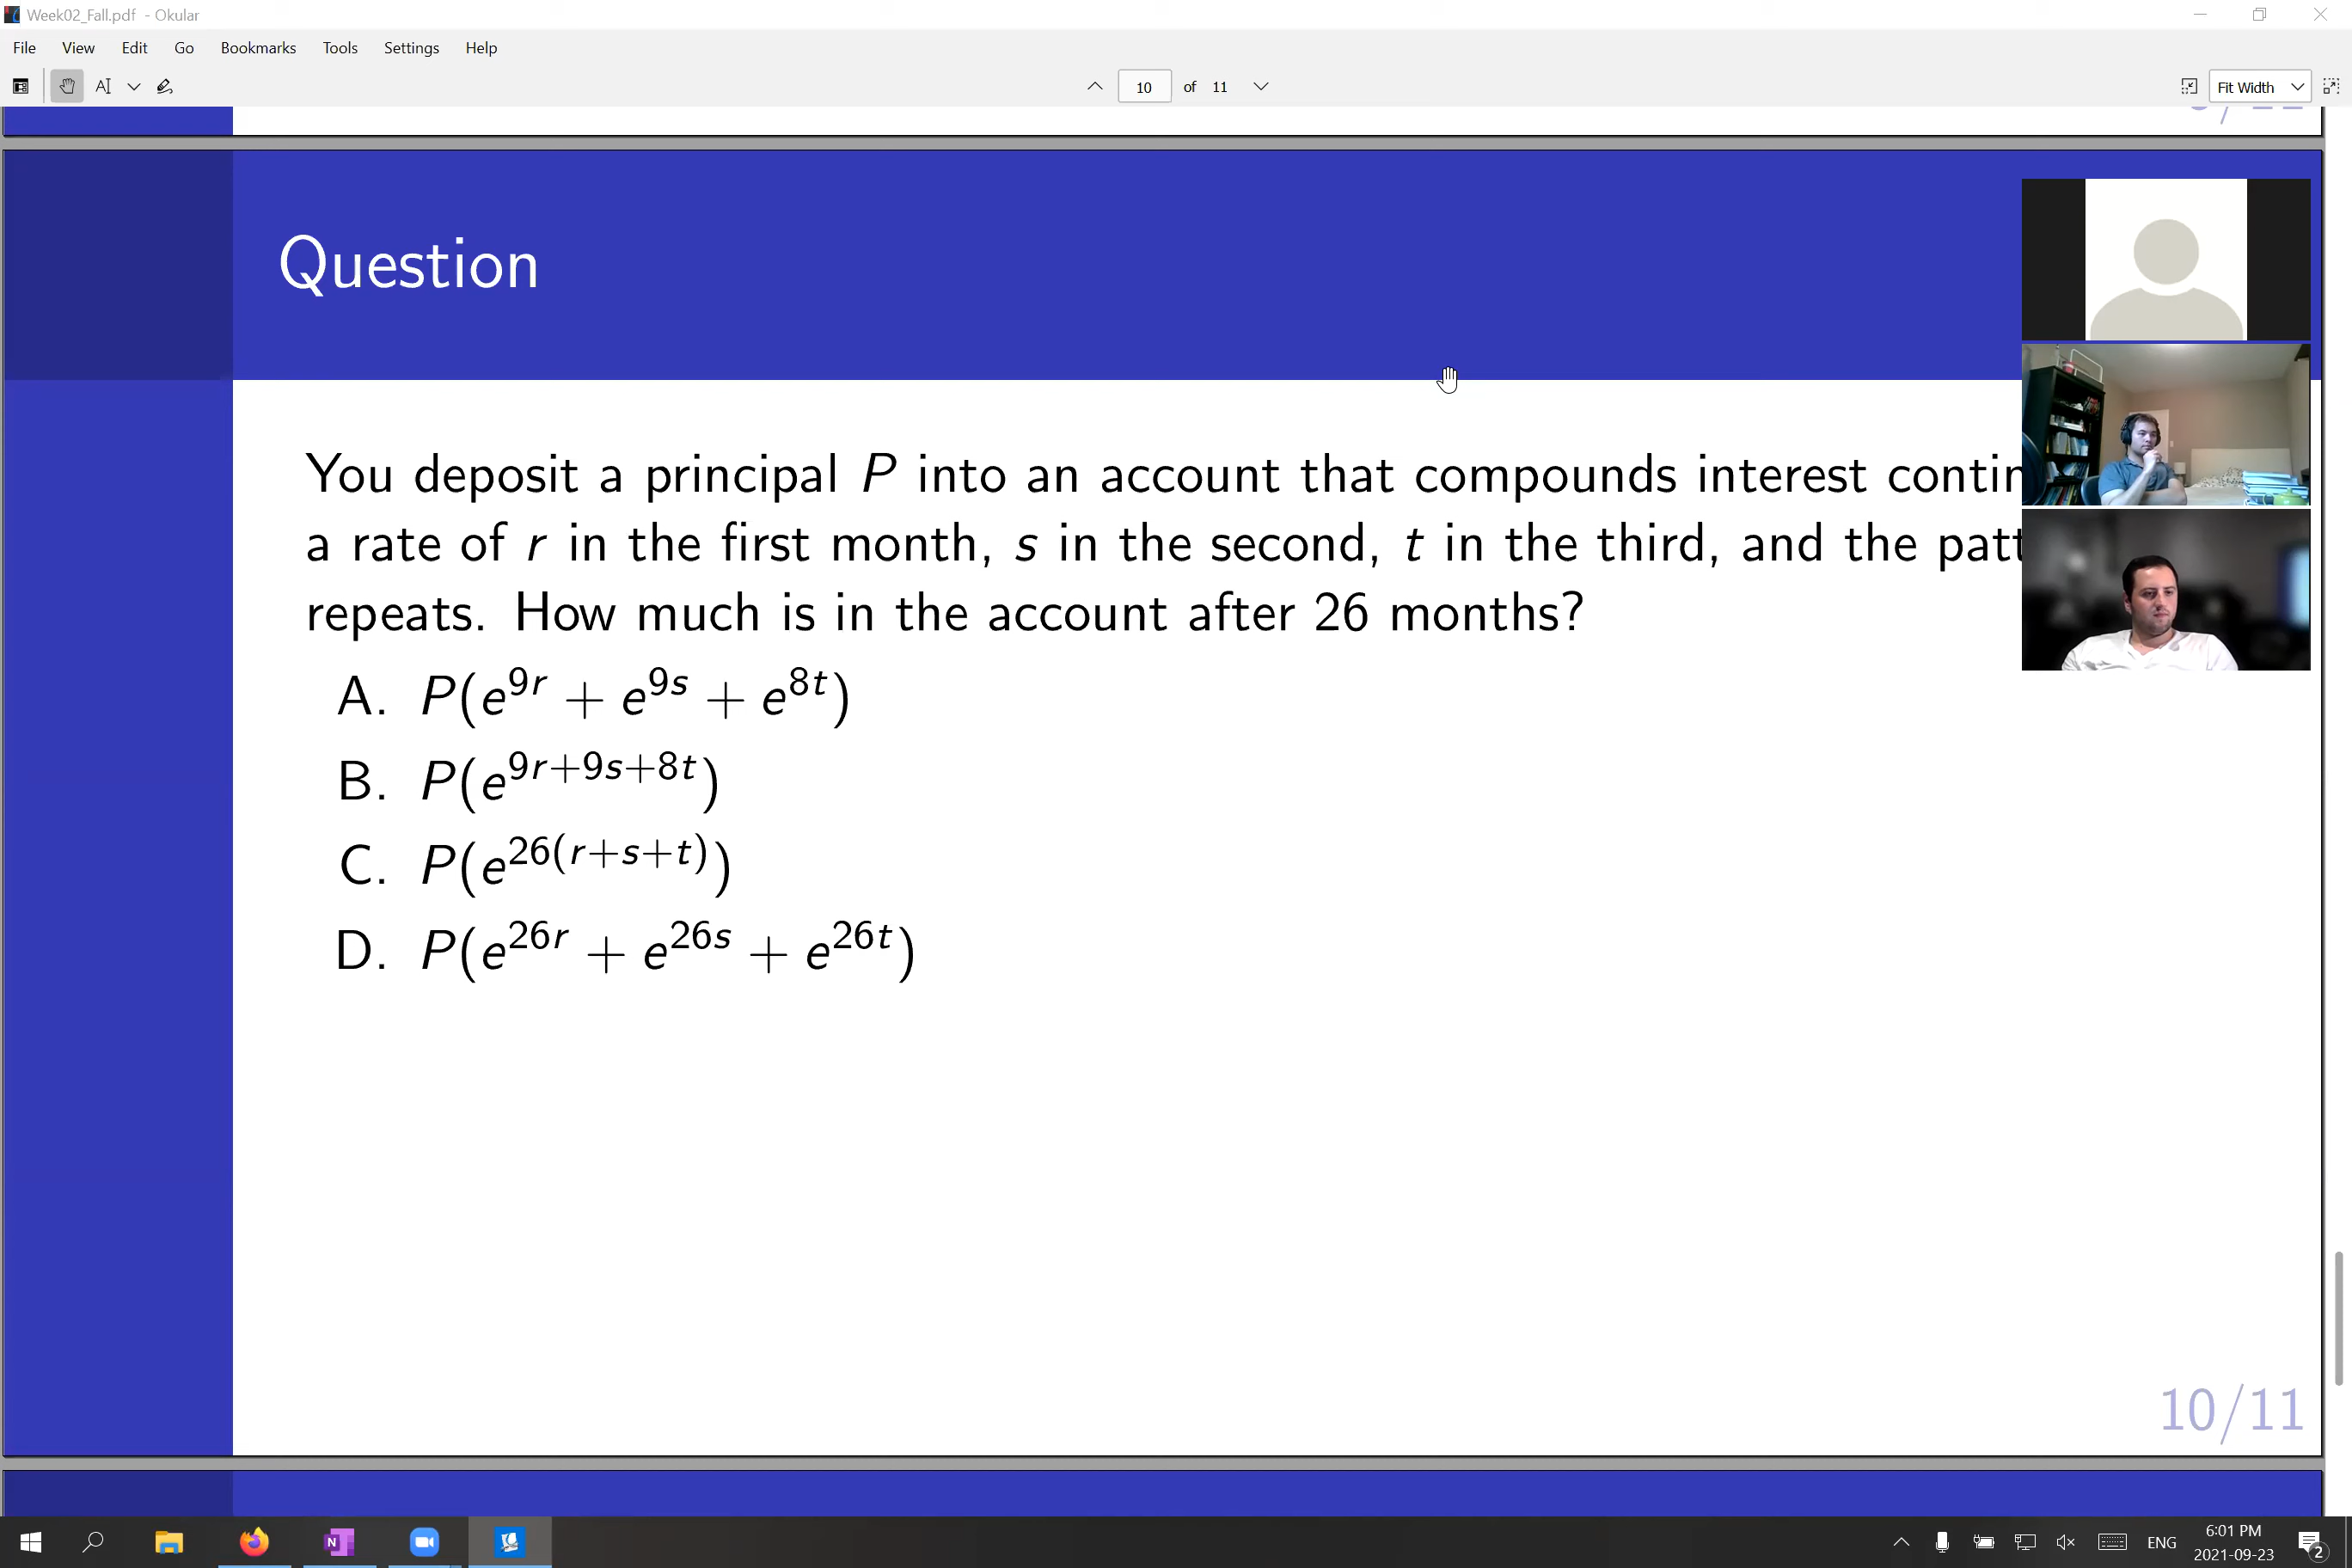 Week02_Fall.pdf - Okular
File View Edit Go Bookmarks Tools Settings Help
10 of 11 Fit Width
Question
You deposit a principal P into an account that compounds interest
a rate of r in the first month, s in the second, t in the third, and the
repeats. How much is in the account after 26 months?
A. P(e^{9r} + e^{9s} + e^{8t})
B. P(e^{9r+9s+8t})
C. P(e^{26(r+s+t)})
D. P(e^{26r} + e^{26s} + e^{26t})
10/11
ENG
6:01 PM
2021-09-23
2